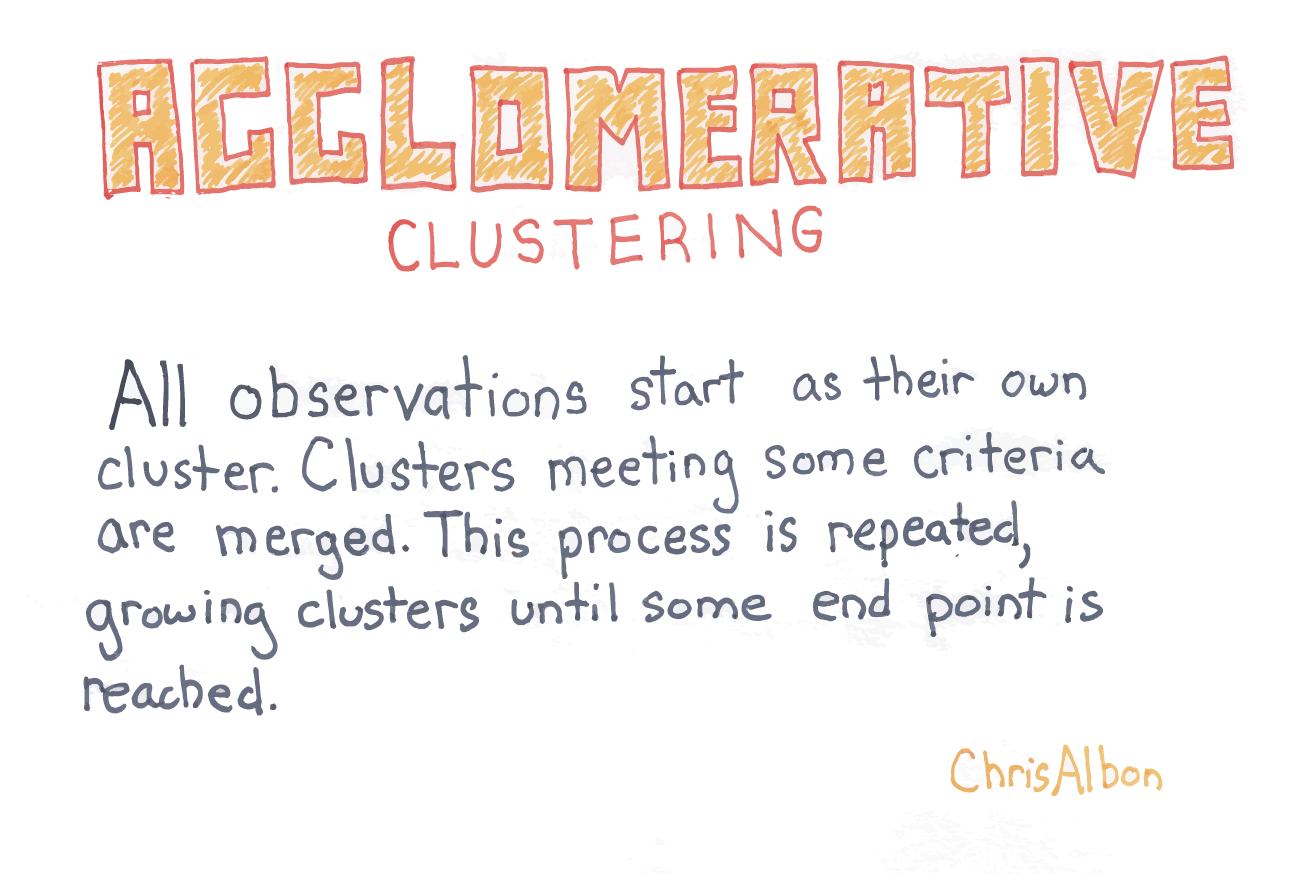 AGGLOMERATIVE
CLUSTERING
All observations start as their own
cluster. Clusters meeting some criteria
are merged. This process is repeated,
growing clusters until some end point is
reached.
ChrisAlbon